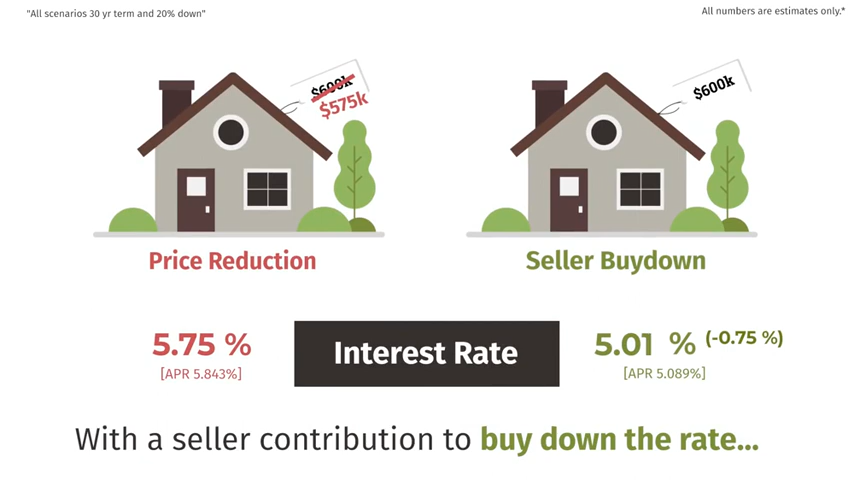 "All scenarios 30 yr term and 20% down"
All numbers are estimates only.*
$600k
$575k
$600k
Price Reduction
Seller Buydown
5.75 %
[APR 5.843%]
Interest Rate
5.01 % (-0.75 %)
[APR 5.089%]
With a seller contribution to buy down the rate...